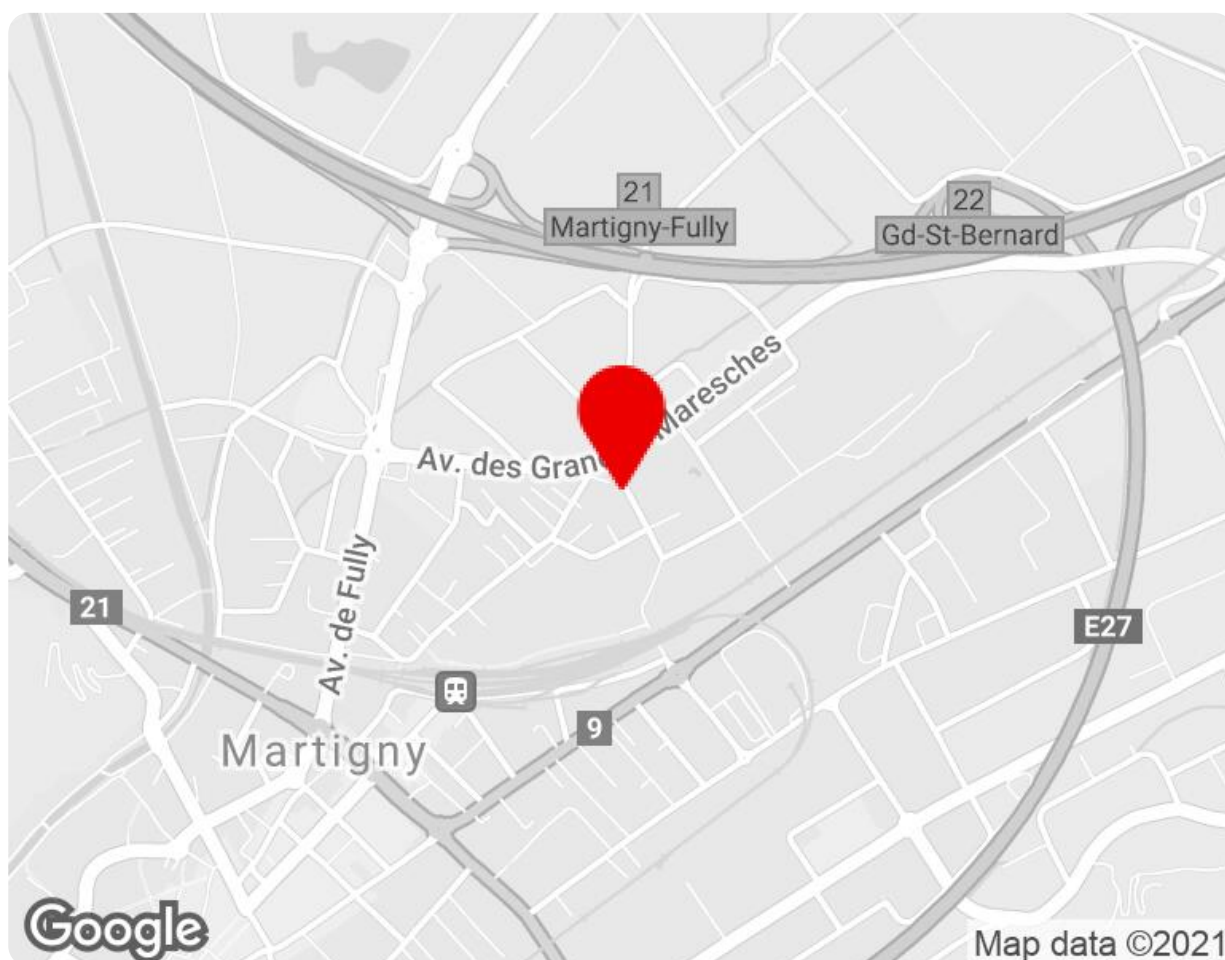 21
Martigny-Fully
22
Gd-St-Bernard
Maresches
Av. des Grand
Av. de Fully
21
E27
9
Martigny
Google
Map data ©2021